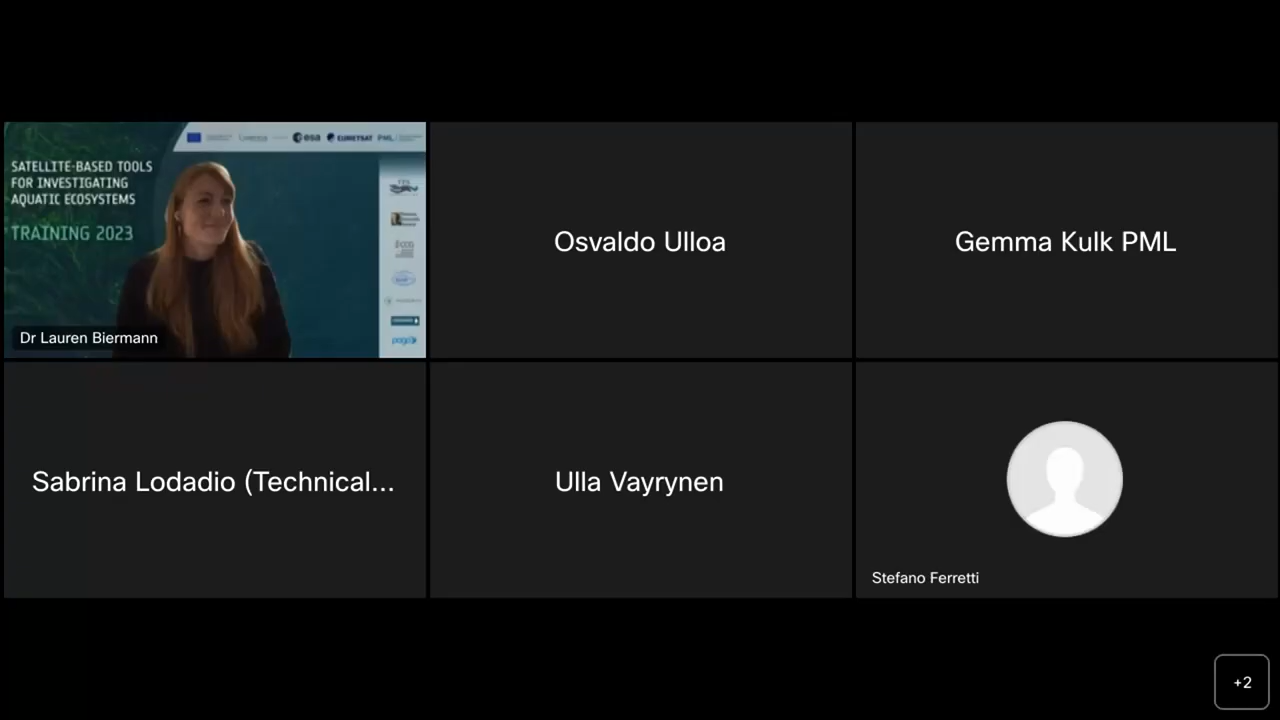 SATELLITE-BASED TOOLS
FOR INVESTIGATING
AQUATIC ECOSYSTEMS
TRAINING 2023
esa
EUMETSAT
PML
Dr Lauren Biermann
Osvaldo Ulloa
Gemma Kulk PML
Sabrina Lodadio (Technical...
Ulla Vayrynen
Stefano Ferretti
+2